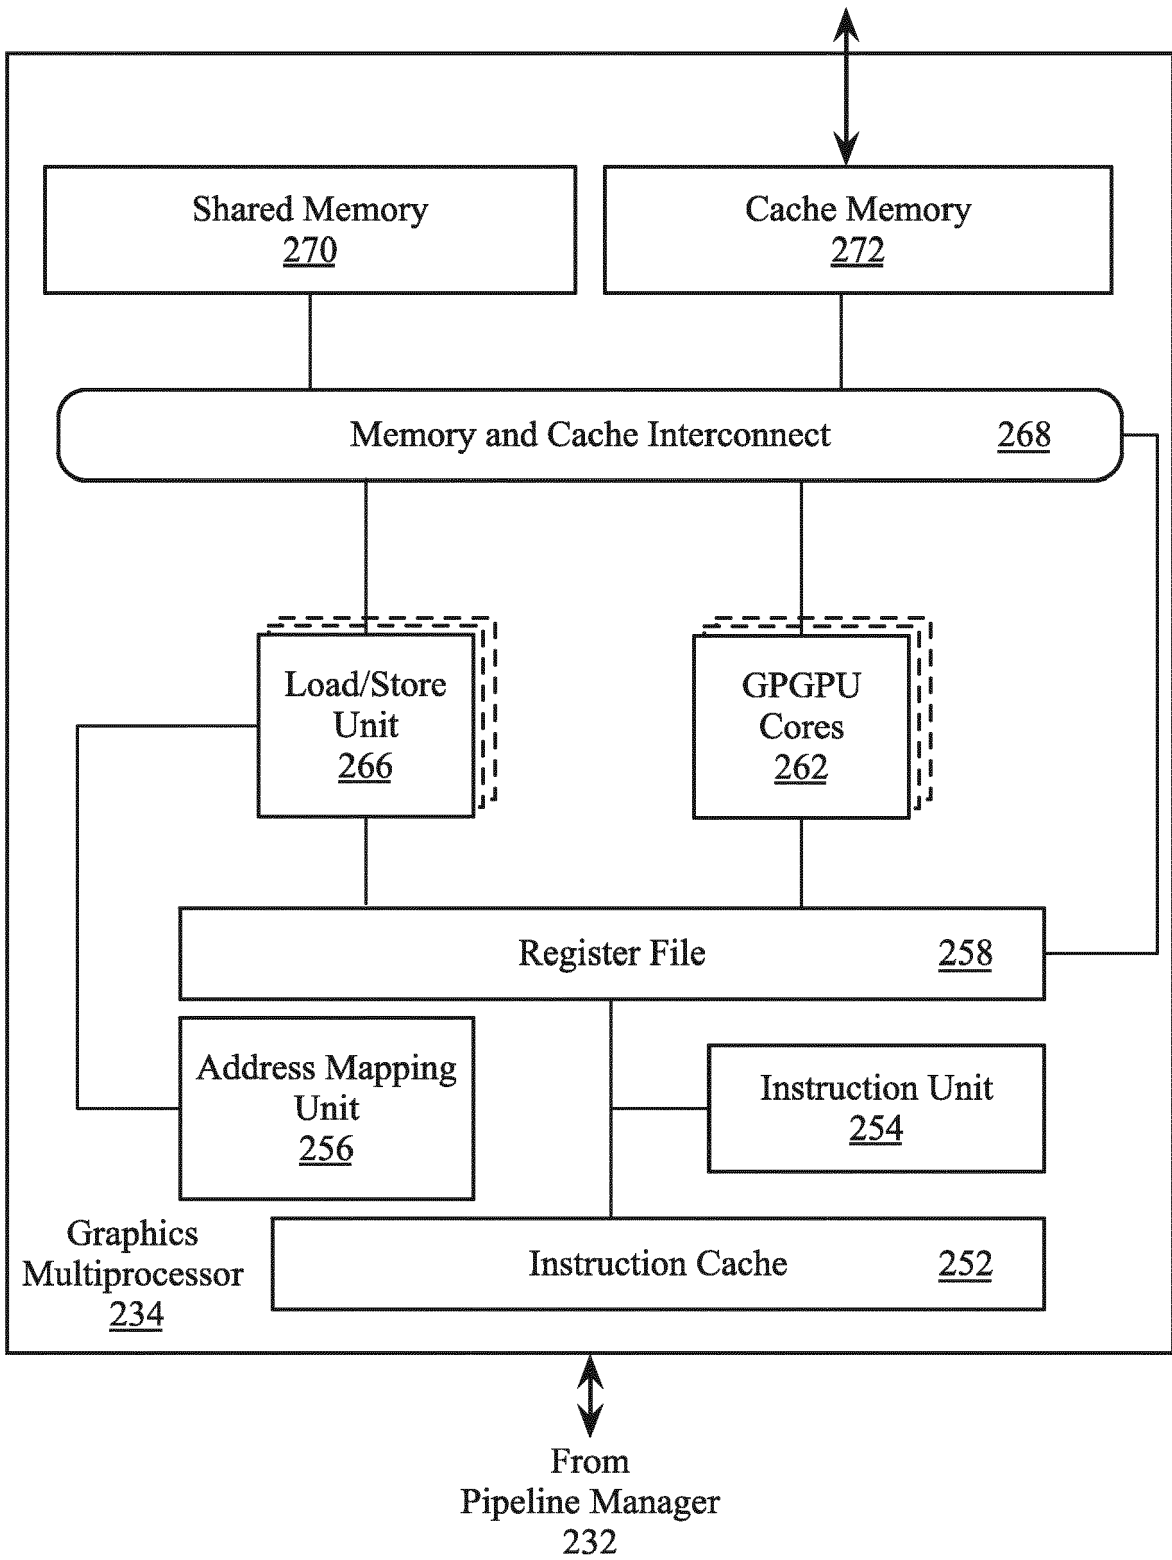 Shared Memory
270
Cache Memory
272
Memory and Cache Interconnect 268
Load/Store
Unit
266
GPGPU
Cores
262
Register File 258
Address Mapping
Unit
256
Instruction Unit
254
Graphics
Multiprocessor
234
Instruction Cache 252
From
Pipeline Manager
232